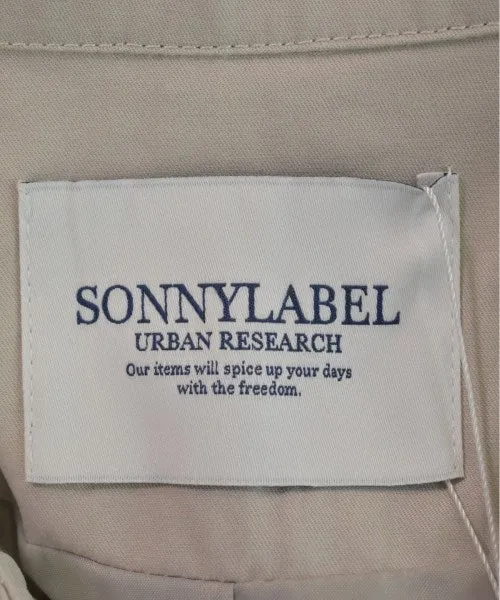 SONNYLABEL
URBAN RESEARCH
Our items will spice up your days
with the freedom.